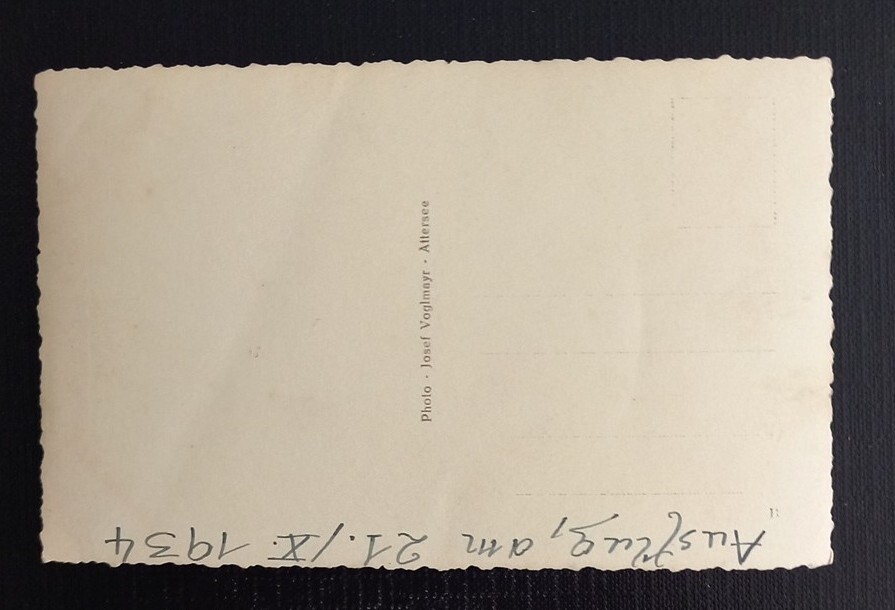 Photo - Josef Voglmayr - Attersee
Ausflug, am 21./X. 1934